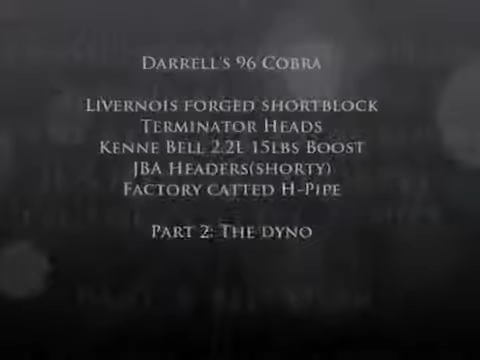 Darrell's 96 Cobra
Livernois forged shortblock
Terminator Heads
Kenne Bell 2.2L 15lbs Boost
JBA Headers(shorty)
Factory catted H-Pipe
Part 2: The dyno